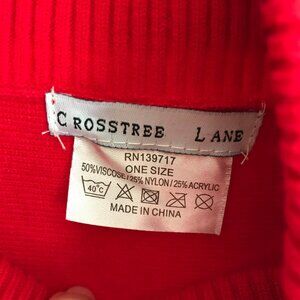 CROSSTREE LANE
RN139717
ONE SIZE
50%VISCOSE/25%NYLON/25%ACRYLIC
40°C
MADE IN CHINA